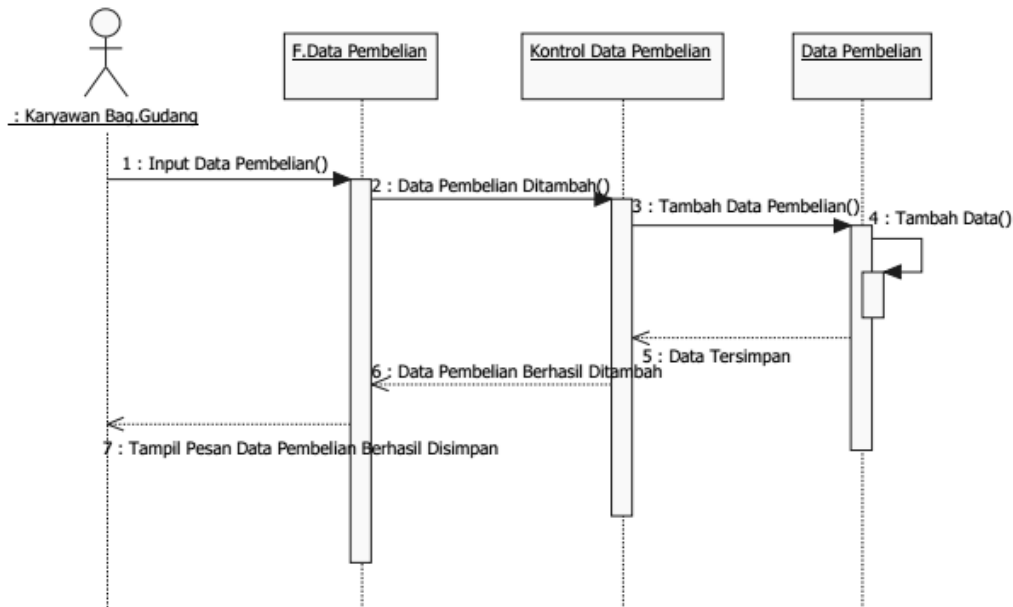 F.Data Pembelian
Kontrol Data Pembelian
Data Pembelian
: Karyawan Bag.Gudang
1 : Input Data Pembelian()
2 : Data Pembelian Ditambah()
3 : Tambah Data Pembelian()
4 : Tambah Data()
5 : Data Tersimpan
6 : Data Pembelian Berhasil Ditambah
7 : Tampil Pesan Data Pembelian Berhasil Disimpan